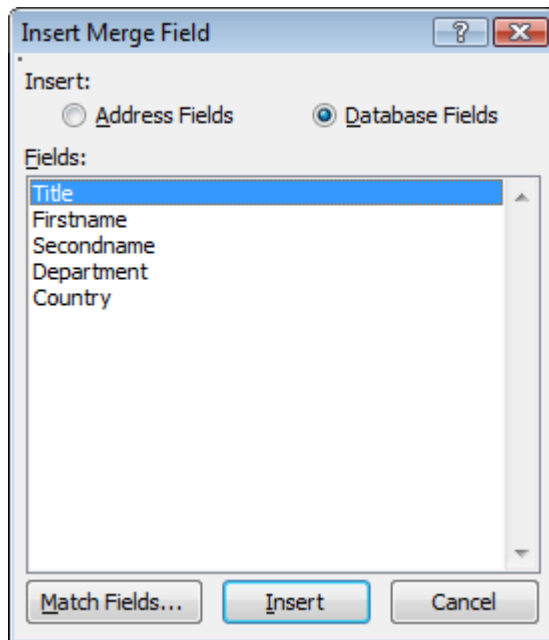 Insert Merge Field
?
Insert:
Address Fields Database Fields
Fields:
Title
Firstname
Secondname
Department
Country
Match Fields... Insert Cancel